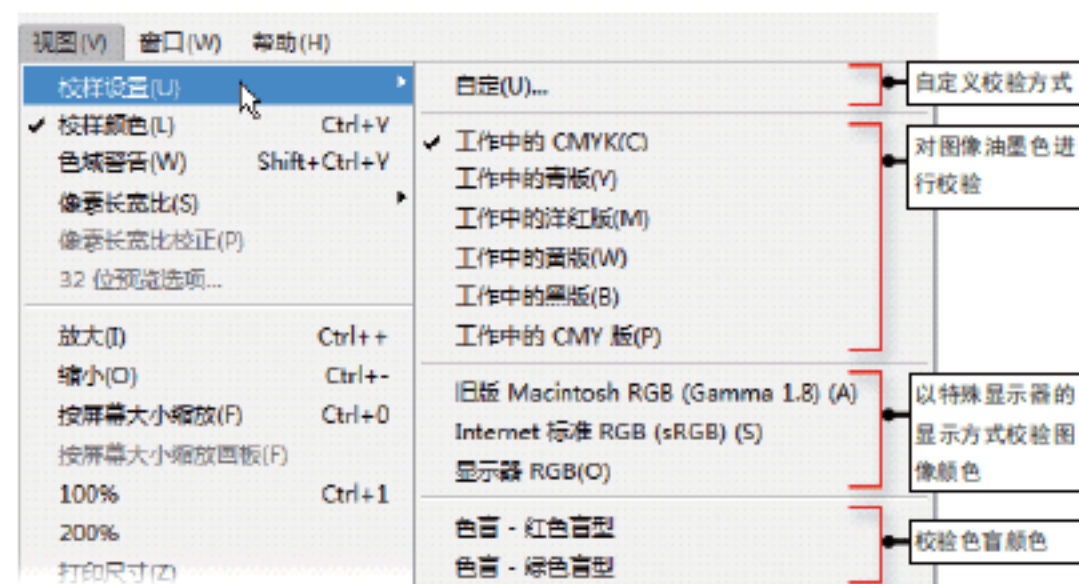 视图(V) 窗口(W) 帮助(H)
校样设置(U)
校样颜色(L) Ctrl+Y
色域警告(W) Shift+Ctrl+Y
像素长宽比(S)
像素长宽比校正(P)
32 位预览选项...
放大(I) Ctrl++
缩小(O) Ctrl+-
按屏幕大小缩放(F) Ctrl+0
按屏幕大小缩放画板(F)
100% Ctrl+1
200%
打印尺寸(Z)
自定(U)...
工作中的 CMYK(C)
工作中的青版(Y)
工作中的洋红版(M)
工作中的黄版(W)
工作中的黑版(B)
工作中的 CMY 版(P)
旧版 Macintosh RGB (Gamma 1.8) (A)
Internet 标准 RGB (sRGB) (S)
显示器 RGB(O)
色盲 - 红色盲型
色盲 - 绿色盲型
自定义校验方式
对图像油墨色进
行校验
以特殊显示器的
显示方式校验图
像颜色
校验色盲颜色